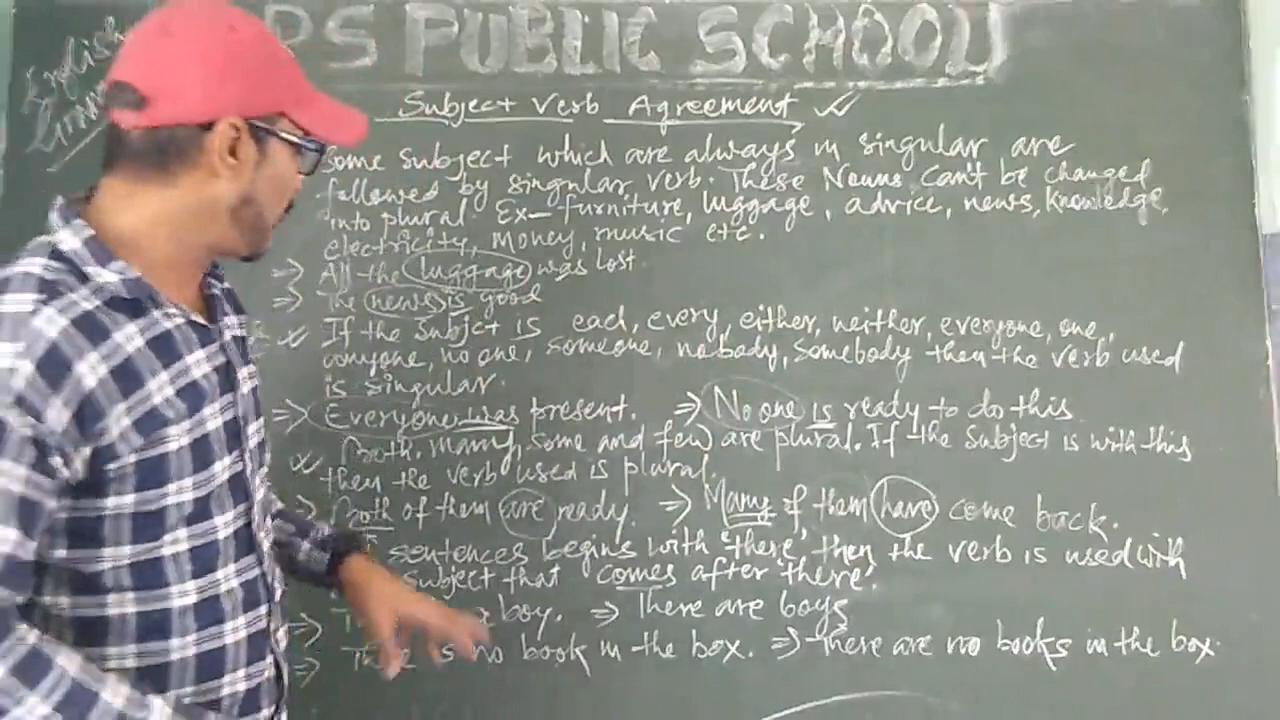 PS PUBLIC SCHOOL
English
Subject Verb Agreement
Some subject which are always in singular are
followed by singular verb. These Nouns can't be changed
into plural. Ex- furniture, luggage, advice, news, knowledge,
electricity, money, music etc.
⇒ All the luggage was lost.
⇒ The news is good
If the Subjct is each, every, either, neither, everyone, one,
anyone, no one, someone, nobody, somebody then the verb used
is singular.
⇒ Everyone was present. ⇒ No one is ready to do this
Both, many, some and few are plural. If the Subject is with this
then the verb used is plural.
Both of them are ready. ⇒ Many of them have come back.
sentences begins with 'there', then the verb is used with
subject that comes after 'there'.
⇒ boy. ⇒ There are boys
⇒ There is no book in the box. ⇒ There are no books in the box.